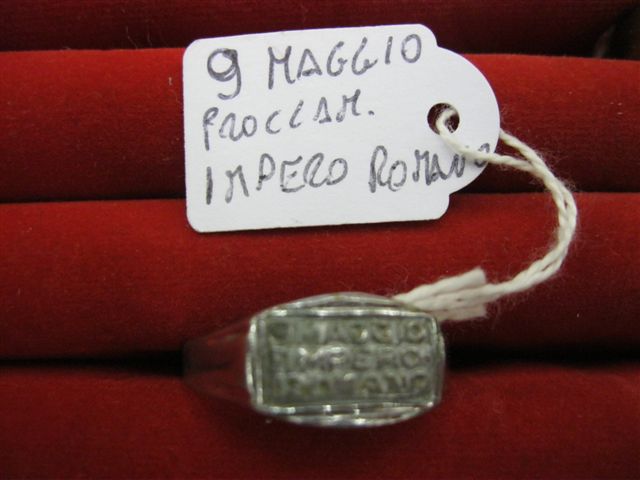 9 MAGGIO
PROCLAM.
IMPERO ROMANO
9 MAGGIO
IMPERO
ROMANO